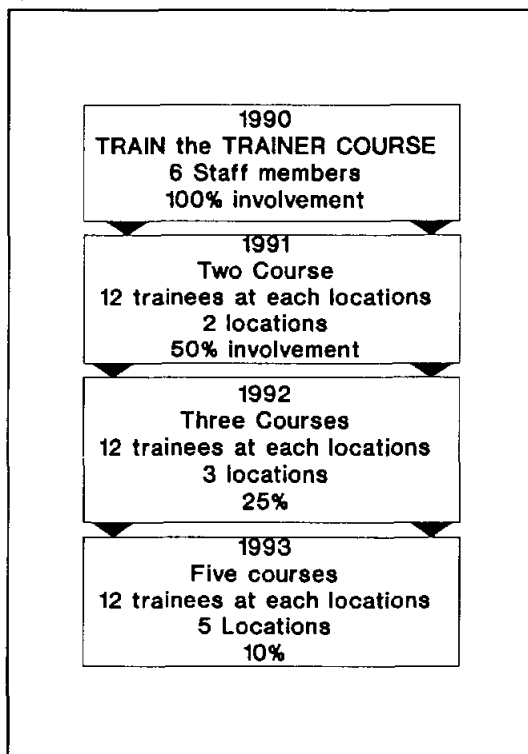 1990
TRAIN the TRAINER COURSE
6 Staff members
100% involvement
1991
Two Course
12 trainees at each locations
2 locations
50% involvement
1992
Three Courses
12 trainees at each locations
3 locations
25%
1993
Five courses
12 trainees at each locations
5 Locations
10%